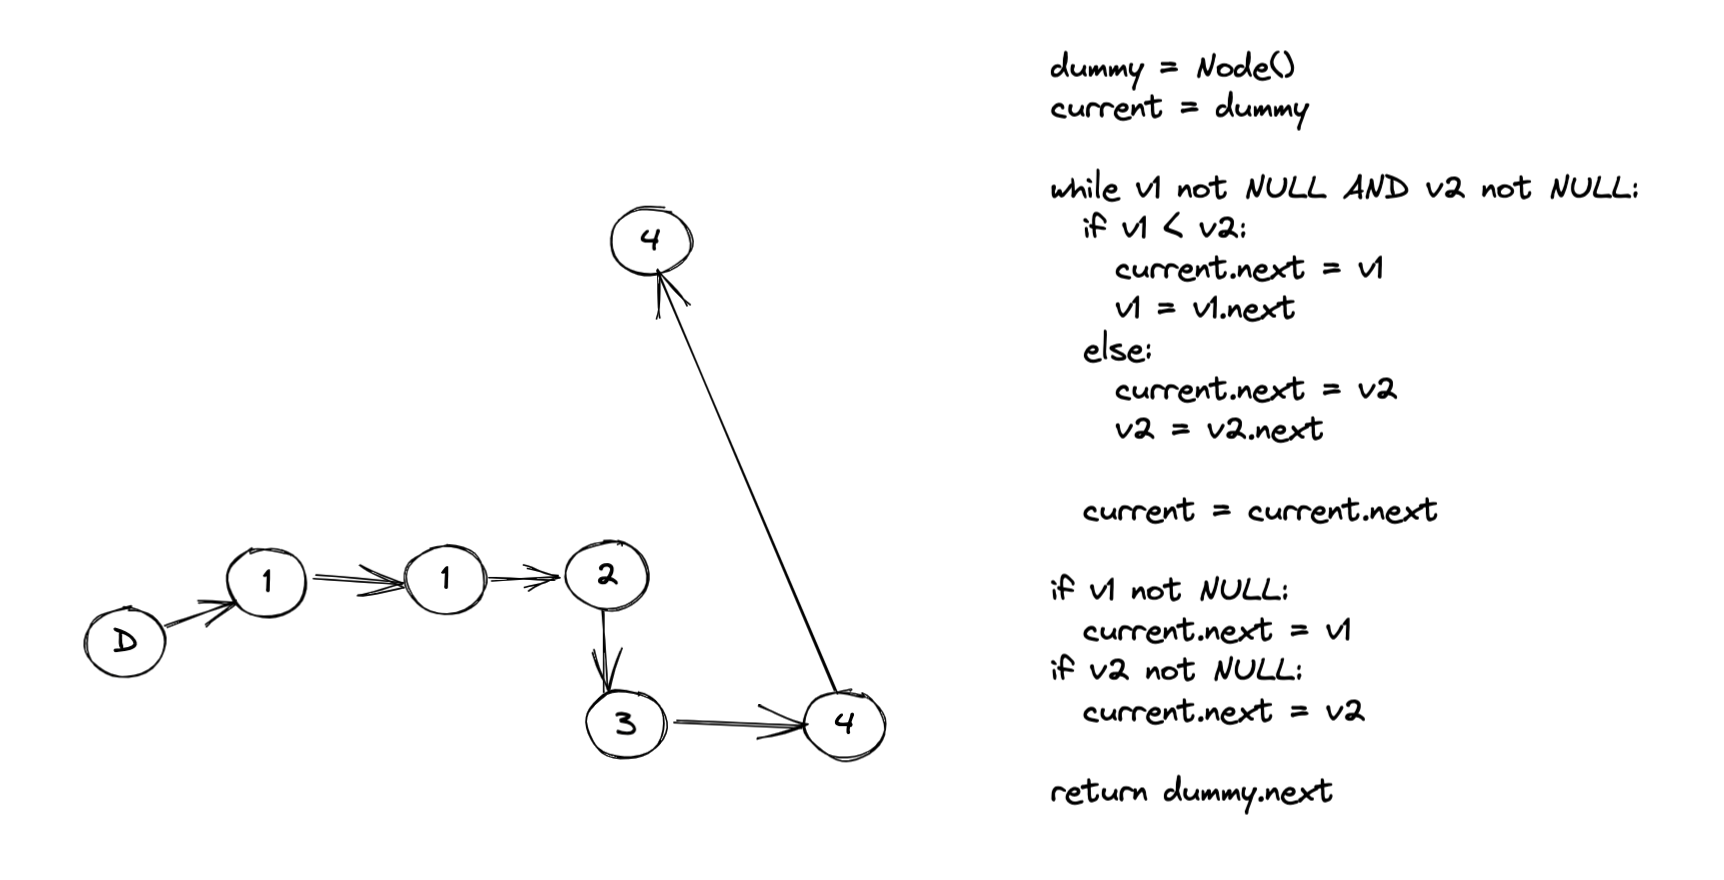 4
D
1
1
2
3
4
dummy = Node()
current = dummy
while v1 not NULL AND v2 not NULL:
if v1 < v2:
current.next = v1
v1 = v1.next
else:
current.next = v2
v2 = v2.next
current = current.next
if v1 not NULL:
current.next = v1
if v2 not NULL:
current.next = v2
return dummy.next